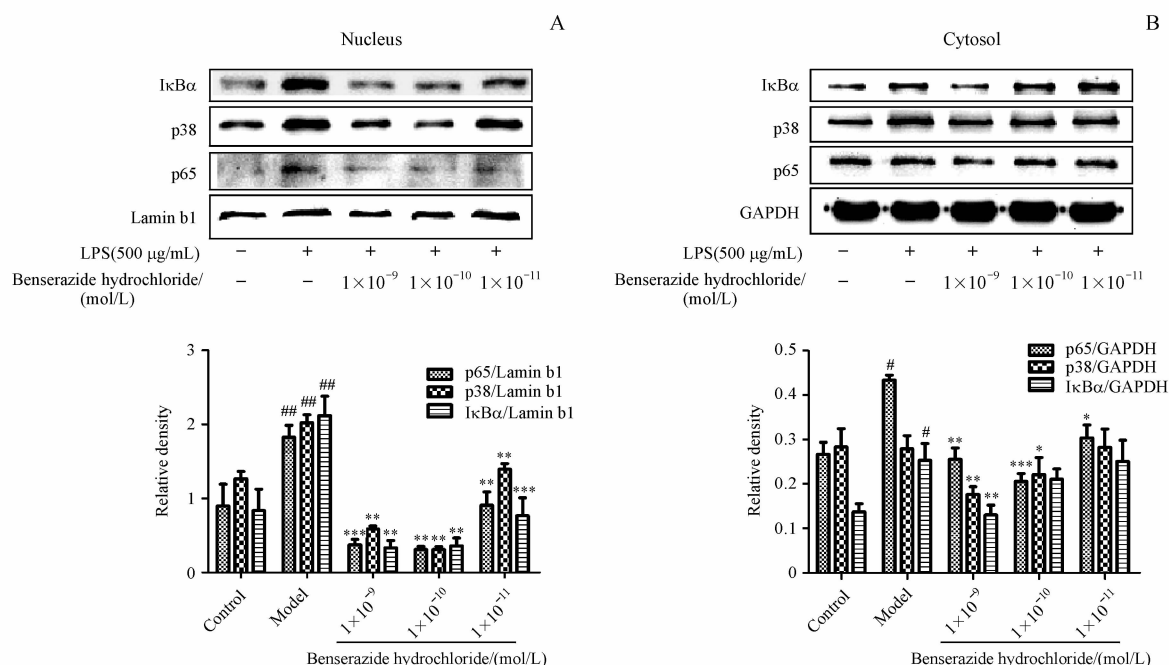 A
Nucleus
IκBα
p38
p65
Lamin b1
LPS(500 μg/mL) − + + + +
Benserazide hydrochloride/ − − 1×10⁻⁹ 1×10⁻¹⁰ 1×10⁻¹¹
(mol/L)
3
2
1
0
Relative density
p65/Lamin b1
p38/Lamin b1
IκBα/Lamin b1
## ## ##
*** ** **
** ** **
** ** ***
Control Model 1×10⁻⁹ 1×10⁻¹⁰ 1×10⁻¹¹
Benserazide hydrochloride/(mol/L)
B
Cytosol
IκBα
p38
p65
GAPDH
LPS(500 μg/mL) − + + + +
Benserazide hydrochloride/ − − 1×10⁻⁹ 1×10⁻¹⁰ 1×10⁻¹¹
(mol/L)
0.5
0.4
0.3
0.2
0.1
0
Relative density
p65/GAPDH
p38/GAPDH
IκBα/GAPDH
# #
** ** **
*** *
*
Control Model 1×10⁻⁹ 1×10⁻¹⁰ 1×10⁻¹¹
Benserazide hydrochloride/(mol/L)